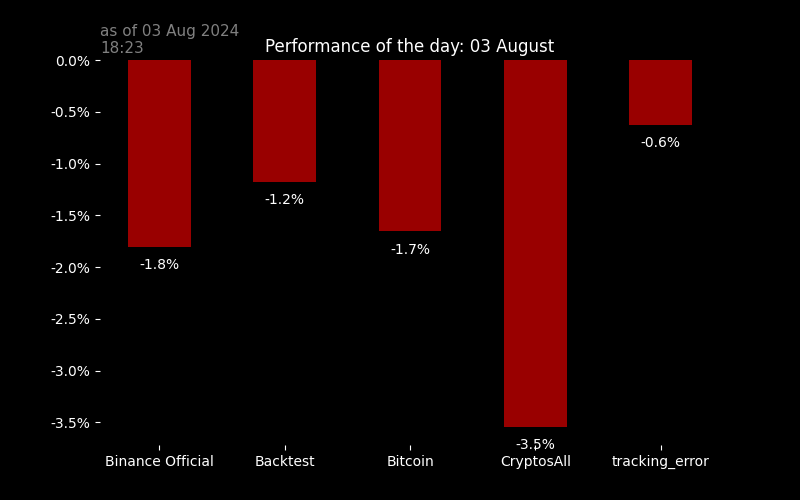 as of 03 Aug 2024
18:23
Performance of the day: 03 August
0.0%
-0.5%
-1.0%
-1.5%
-2.0%
-2.5%
-3.0%
-3.5%
-1.8%
-1.2%
-1.7%
-3.5%
-0.6%
Binance Official
Backtest
Bitcoin
CryptosAll
tracking_error